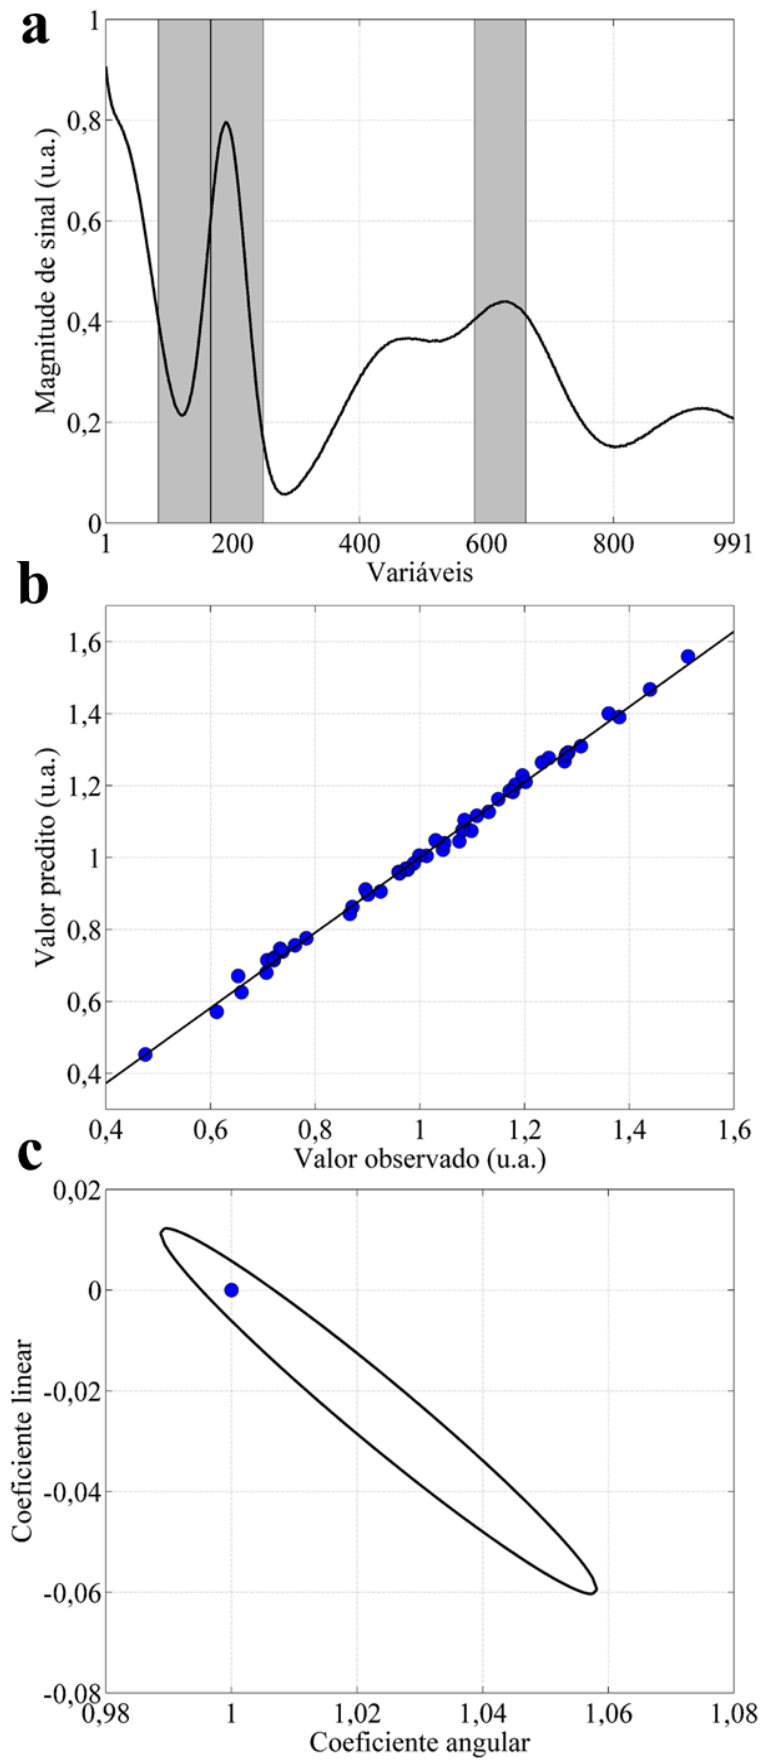 a
1
0,8
0,6
0,4
0,2
0
Magnitude de sinal (u.a.)
1 200 400 600 800 991
Variáveis
b
1,6
1,4
1,2
1
0,8
0,6
0,4
Valor predito (u.a.)
0,4 0,6 0,8 1 1,2 1,4 1,6
Valor observado (u.a.)
c
0,02
0
-0,02
-0,04
-0,06
-0,08
Coeficiente linear
0,98 1 1,02 1,04 1,06 1,08
Coeficiente angular